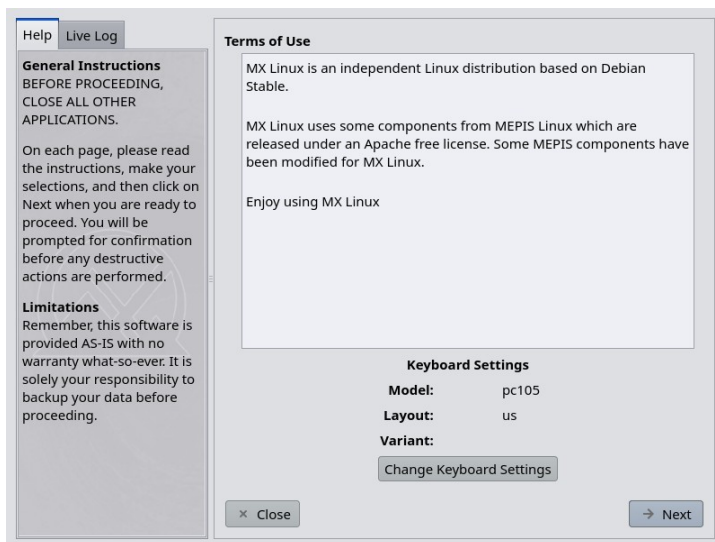 Help
Live Log
General Instructions
BEFORE PROCEEDING,
CLOSE ALL OTHER
APPLICATIONS.
On each page, please read
the instructions, make your
selections, and then click on
Next when you are ready to
proceed. You will be
prompted for confirmation
before any destructive
actions are performed.
Limitations
Remember, this software is
provided AS-IS with no
warranty what-so-ever. It is
solely your responsibility to
backup your data before
proceeding.
Terms of Use
MX Linux is an independent Linux distribution based on Debian
Stable.
MX Linux uses some components from MEPIS Linux which are
released under an Apache free license. Some MEPIS components have
been modified for MX Linux.
Enjoy using MX Linux
Keyboard Settings
Model: pc105
Layout: us
Variant:
Change Keyboard Settings
Close
Next